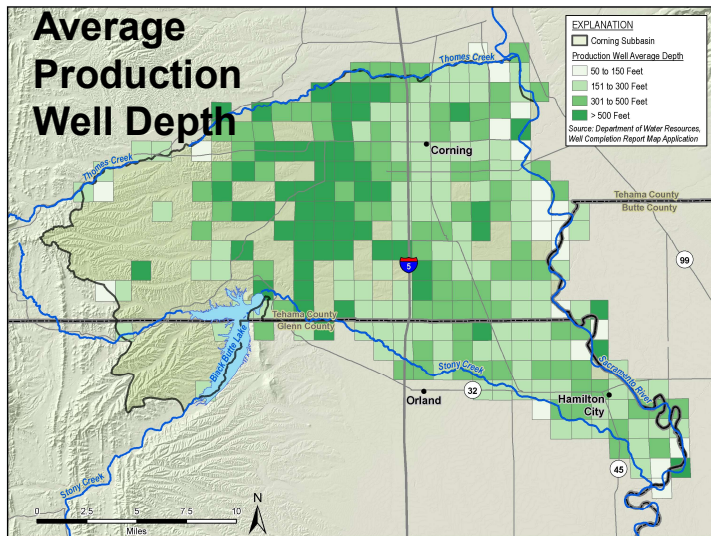 Average
Production
Well Depth
EXPLANATION
Corning Subbasin
Production Well Average Depth
50 to 150 Feet
151 to 300 Feet
301 to 500 Feet
> 500 Feet
Source: Department of Water Resources,
Well Completion Report Map Application
Thomes Creek
Thomes Creek
Corning
Tehama County
Butte County
99
5
Tehama County
Glenn County
Black Butte Lake
Stony Creek
Sacramento River
32
Orland
Hamilton
City
45
Stony Creek
N
0 2.5 5 7.5 10
Miles